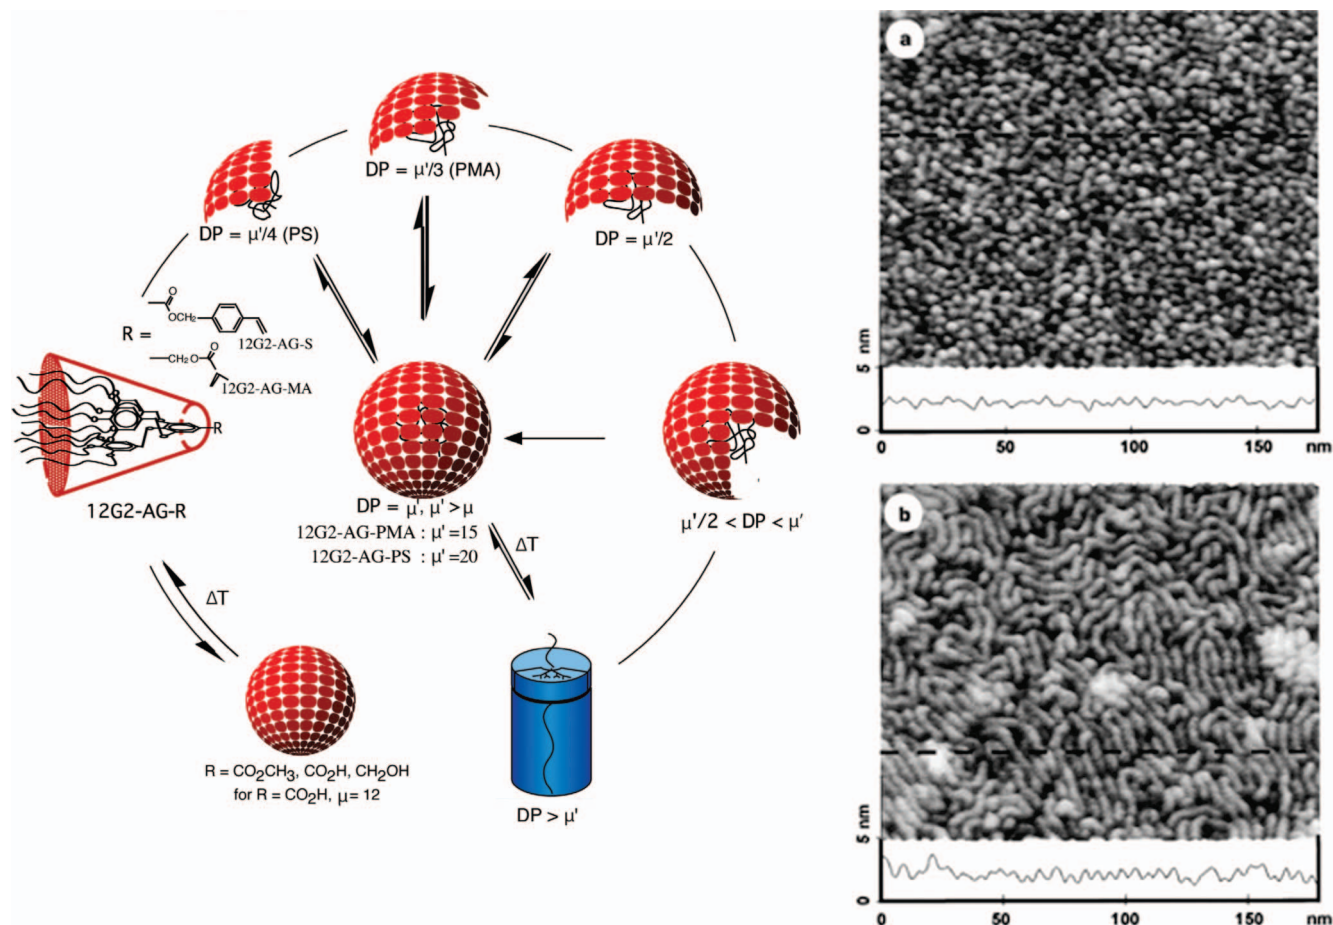 DP = μ'/3 (PMA)
DP = μ'/4 (PS)
DP = μ'/2
R =
O
OCH₂
12G2-AG-S
CH₂O
O
12G2-AG-MA
R
12G2-AG-R
DP = μ', μ' > μ
12G2-AG-PMA : μ' =15
12G2-AG-PS : μ' =20
μ'/2 < DP < μ'
ΔT
ΔT
R = CO₂CH₃, CO₂H, CH₂OH
for R = CO₂H, μ = 12
DP > μ'
a
5
nm
0
0 50 100 150 nm
b
5
nm
0
0 50 100 150 nm